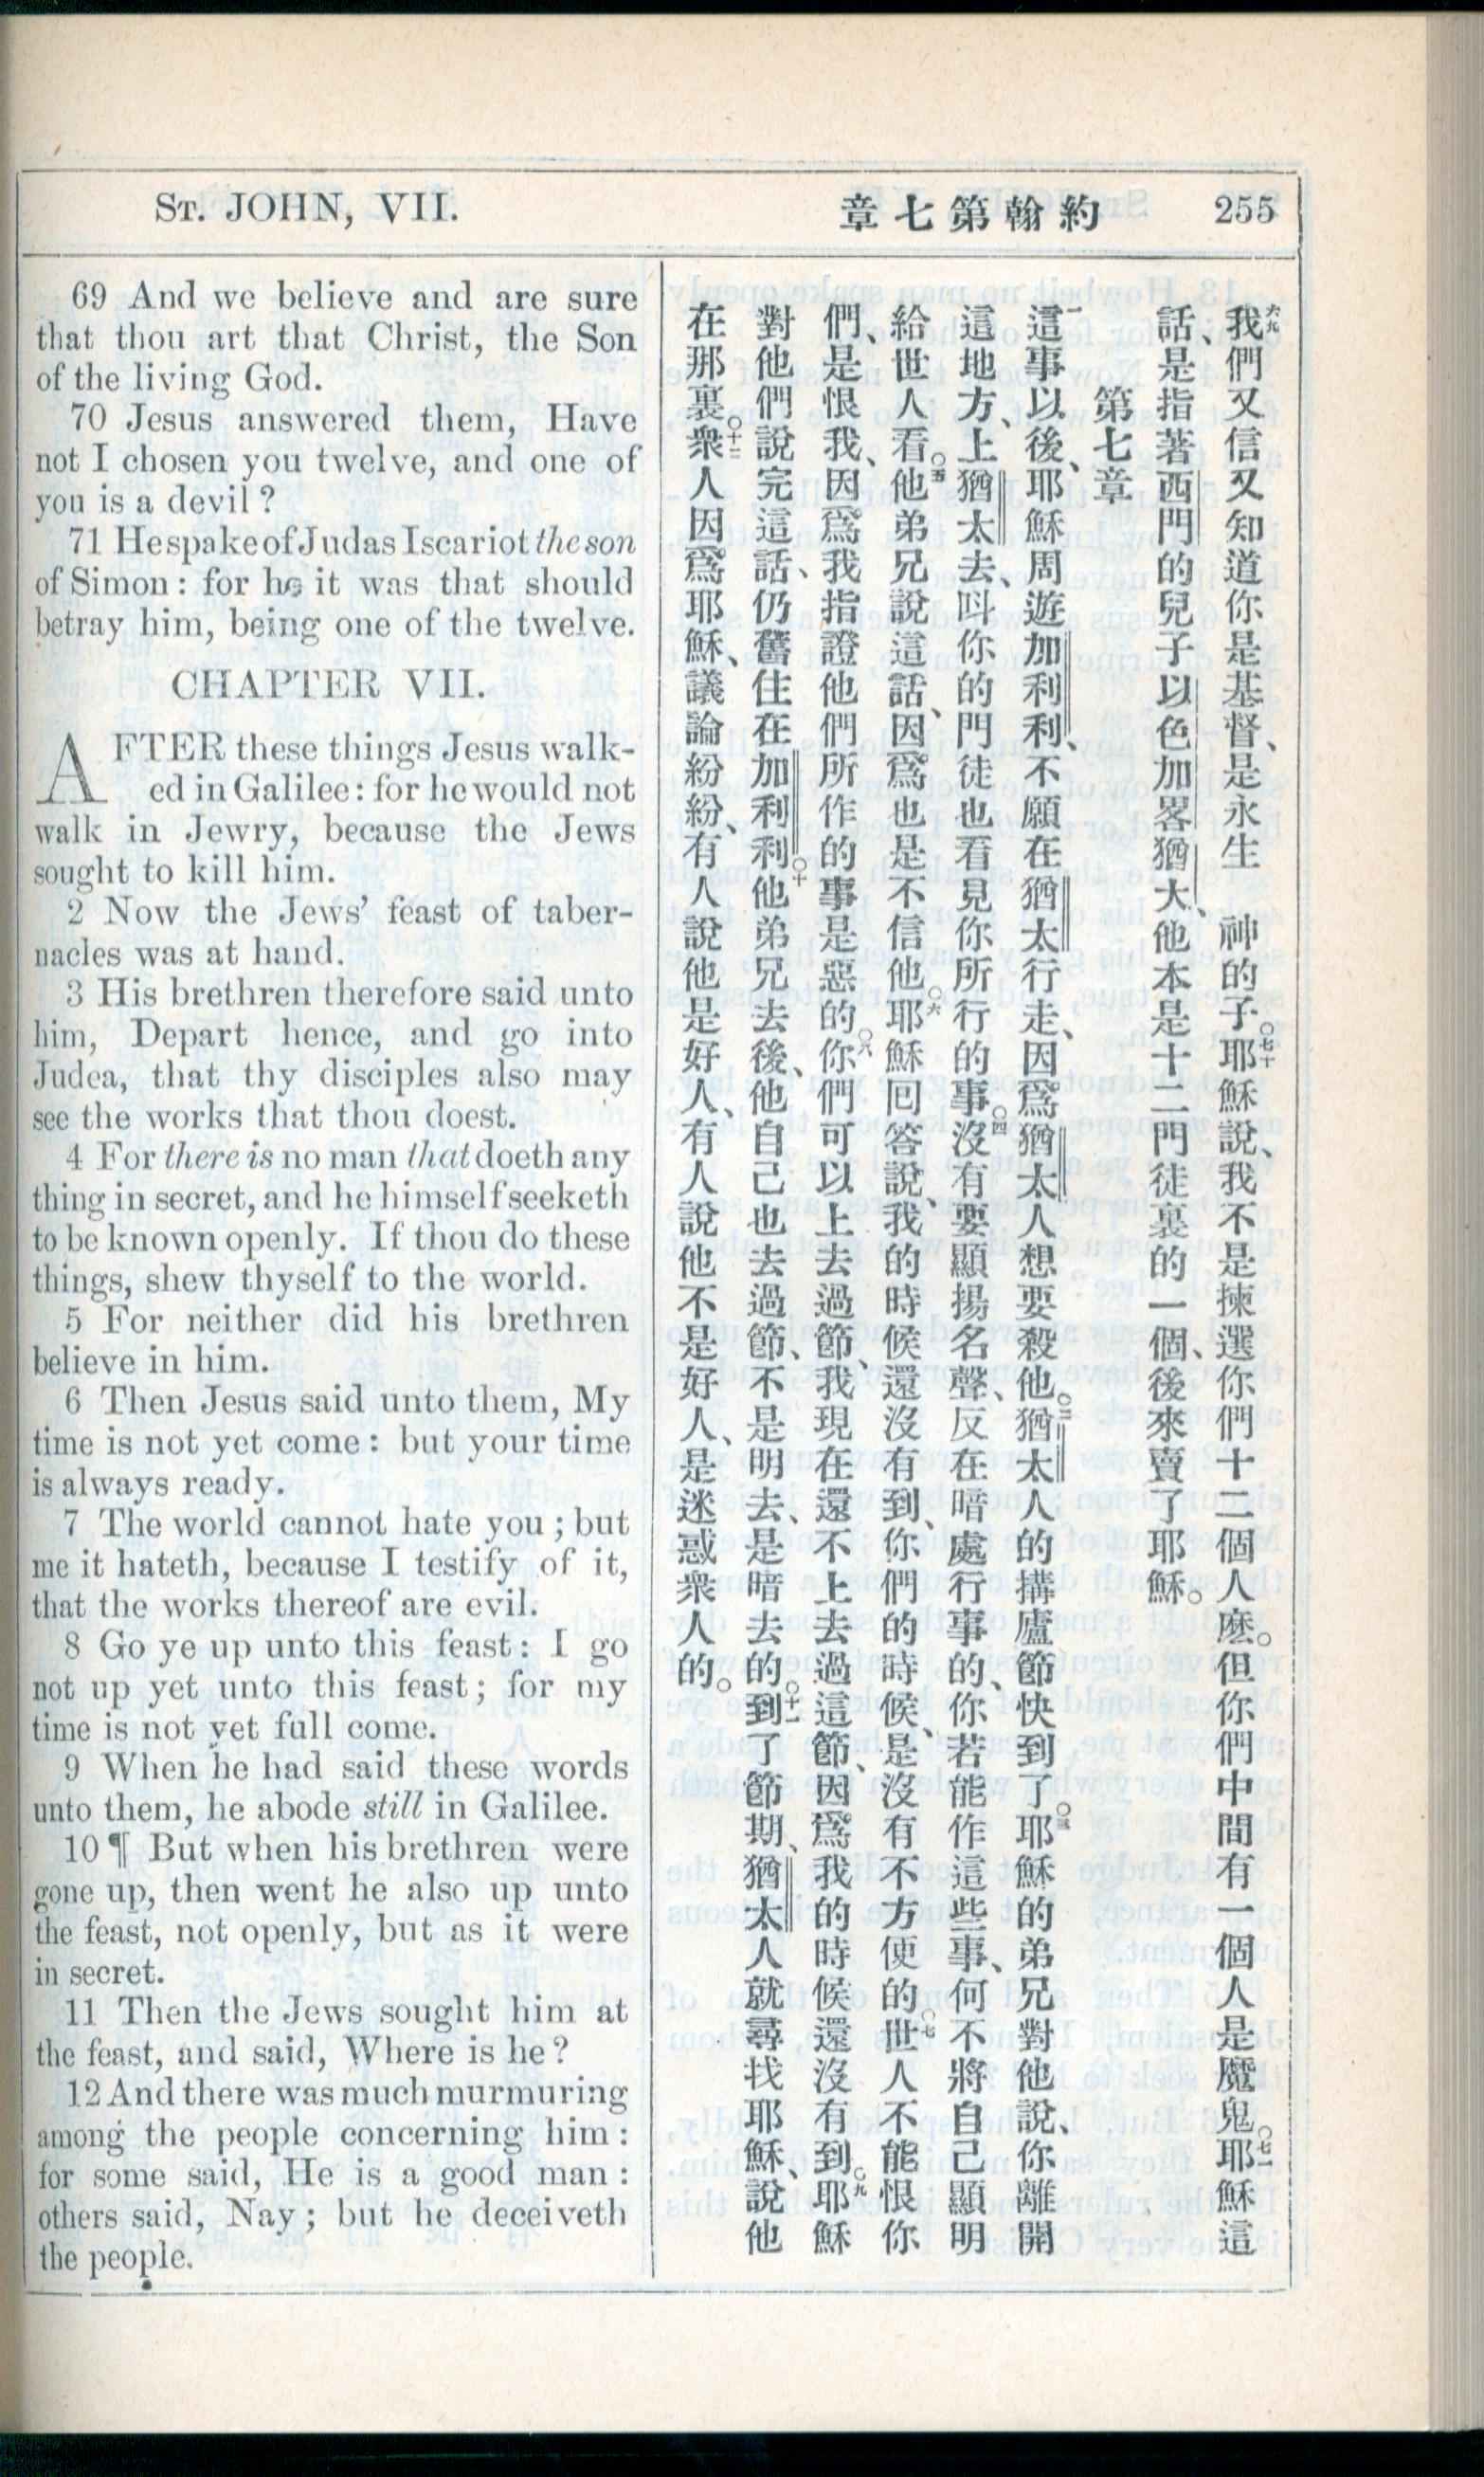 St. JOHN, VII.
章七第翰約
255
69 And we believe and are sure
that thou art that Christ, the Son
of the living God.
70 Jesus answered them, Have
not I chosen you twelve, and one of
you is a devil?
71 He spake of Judas Iscariot the son
of Simon: for he it was that should
betray him, being one of the twelve.
CHAPTER VII.
AFTER these things Jesus walk-
ed in Galilee: for he would not
walk in Jewry, because the Jews
sought to kill him.
2 Now the Jews' feast of taber-
nacles was at hand.
3 His brethren therefore said unto
him, Depart hence, and go into
Judea, that thy disciples also may
see the works that thou doest.
4 For there is no man that doeth any
thing in secret, and he himself seeketh
to be known openly. If thou do these
things, shew thyself to the world.
5 For neither did his brethren
believe in him.
6 Then Jesus said unto them, My
time is not yet come: but your time
is always ready.
7 The world cannot hate you; but
me it hateth, because I testify of it,
that the works thereof are evil.
8 Go ye up unto this feast: I go
not up yet unto this feast; for my
time is not yet full come.
9 When he had said these words
unto them, he abode still in Galilee.
10 ¶ But when his brethren were
gone up, then went he also up unto
the feast, not openly, but as it were
in secret.
11 Then the Jews sought him at
the feast, and said, Where is he?
12 And there was much murmuring
among the people concerning him:
for some said, He is a good man:
others said, Nay; but he deceiveth
the people.
六九我們又信又知道你是基督、是永生 神的子。七十耶穌說、我不是揀選你們十二個人麽。但你們中間有一個人是魔鬼。七一耶穌這
話、是指著西門的兒子以色加畧猶大、他本是十二門徒裏的一個、後來賣了耶穌。
第七章
一這事以後、耶穌周遊加利利、不願在猶太行走、因爲猶太人想要殺他。二猶太人的搆廬節快到了。三耶穌的弟兄對他說、你離開
這地方、上猶太去、呌你的門徒也看見你所行的事。四沒有要顯揚名聲、反在暗處行事的、你若能作這些事、何不將自己顯明
給世人看。五他弟兄說這話、因爲也是不信他。六耶穌回答說、我的時候還沒有到、你們的時候、是沒有不方便的。七世人不能恨你
們、是恨我、因爲我指證他們所作的事是惡的。八你們可以上去過節、我現在還不上去過這節、因爲我的時候還沒有到。九耶穌
對他們說完這話、仍舊住在加利利。十他弟兄去後、他自己也去過節、不是明去、是暗去的。十一到了節期、猶太人就尋找耶穌、說他
在那裏。十二衆人因爲耶穌、議論紛紛、有人說他是好人、有人說他不是好人、是迷惑衆人的。